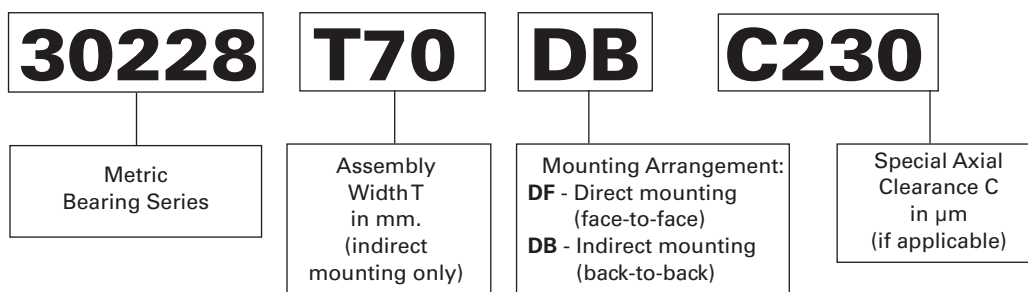 30228 T70 DB C230
Metric
Bearing Series
Assembly
Width T
in mm.
(indirect
mounting only)
Mounting Arrangement:
DF - Direct mounting
(face-to-face)
DB - Indirect mounting
(back-to-back)
Special Axial
Clearance C
in µm
(if applicable)